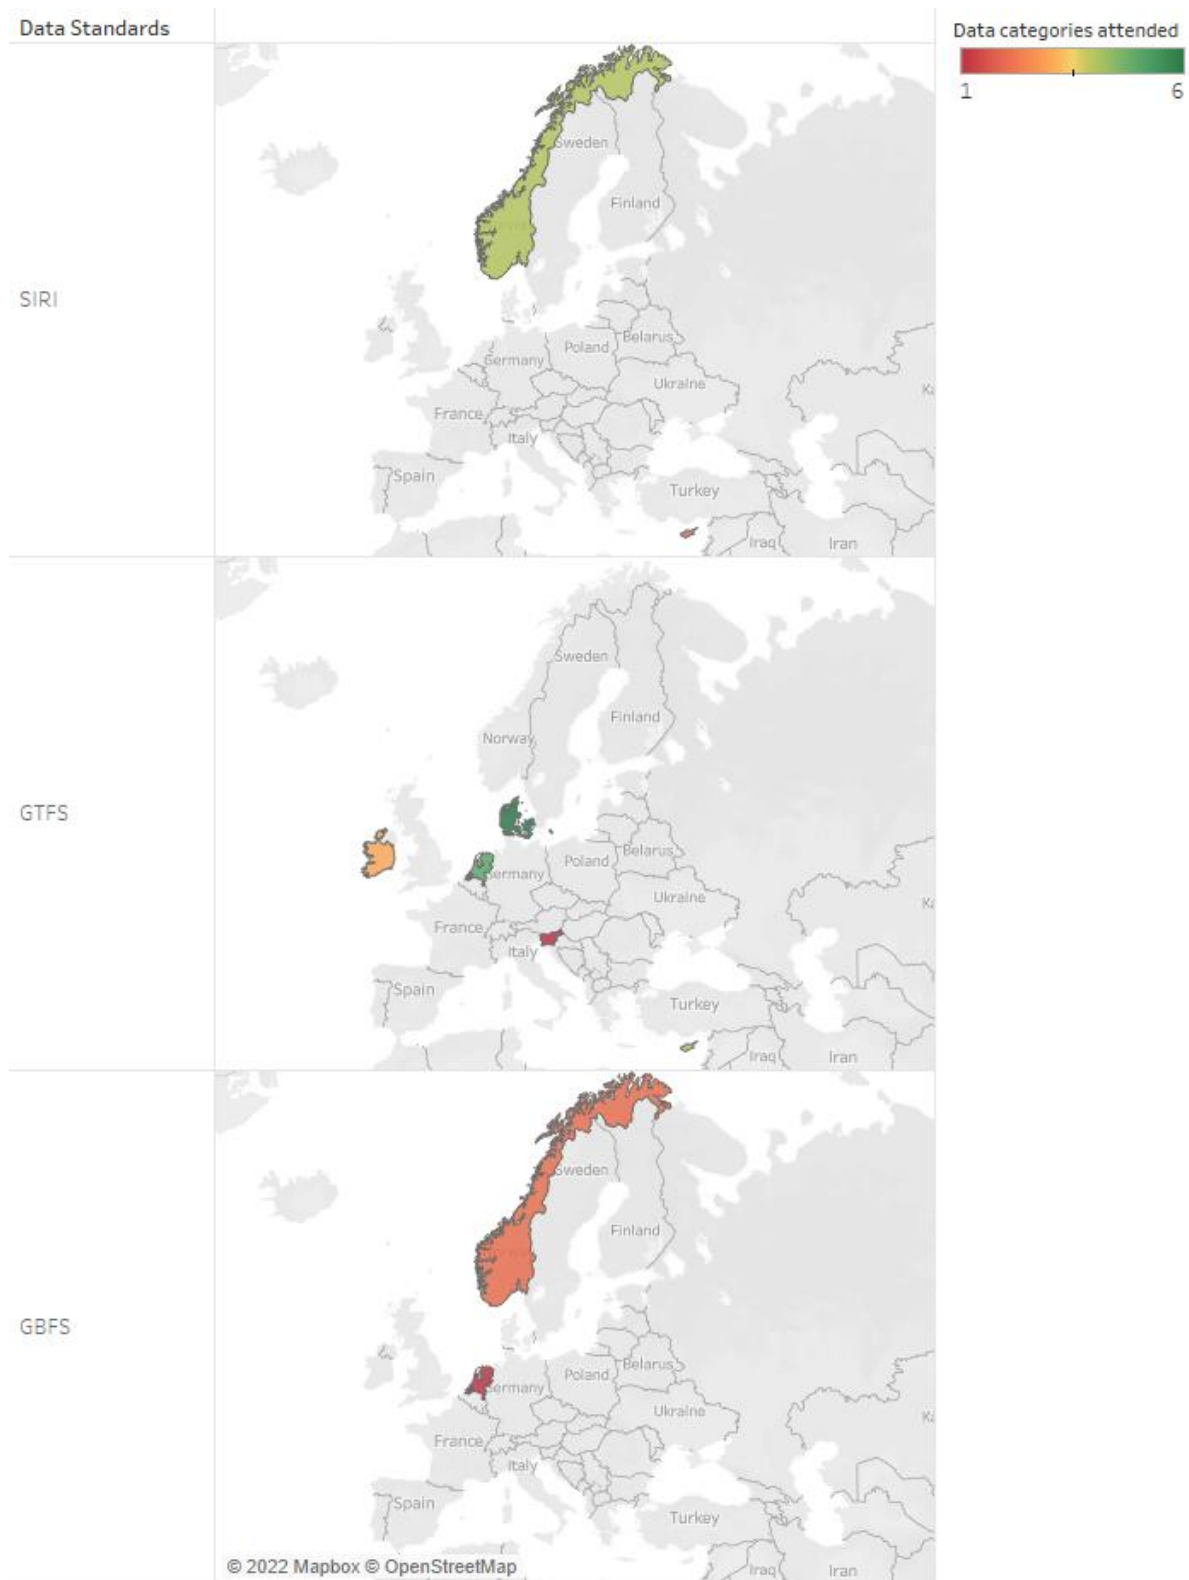 Data Standards
Data categories attended
1
6
SIRI
Sweden
Finland
Belarus
Poland
Germany
Ukraine
France
Italy
Spain
Turkey
Iraq
Iran
GTFS
Sweden
Finland
Norway
Belarus
Poland
Germany
Ukraine
France
Italy
Spain
Turkey
Iraq
Iran
GBFS
Sweden
Finland
Belarus
Poland
Germany
Ukraine
France
Italy
Spain
Turkey
© 2022 Mapbox © OpenStreetMap
Iraq
Iran